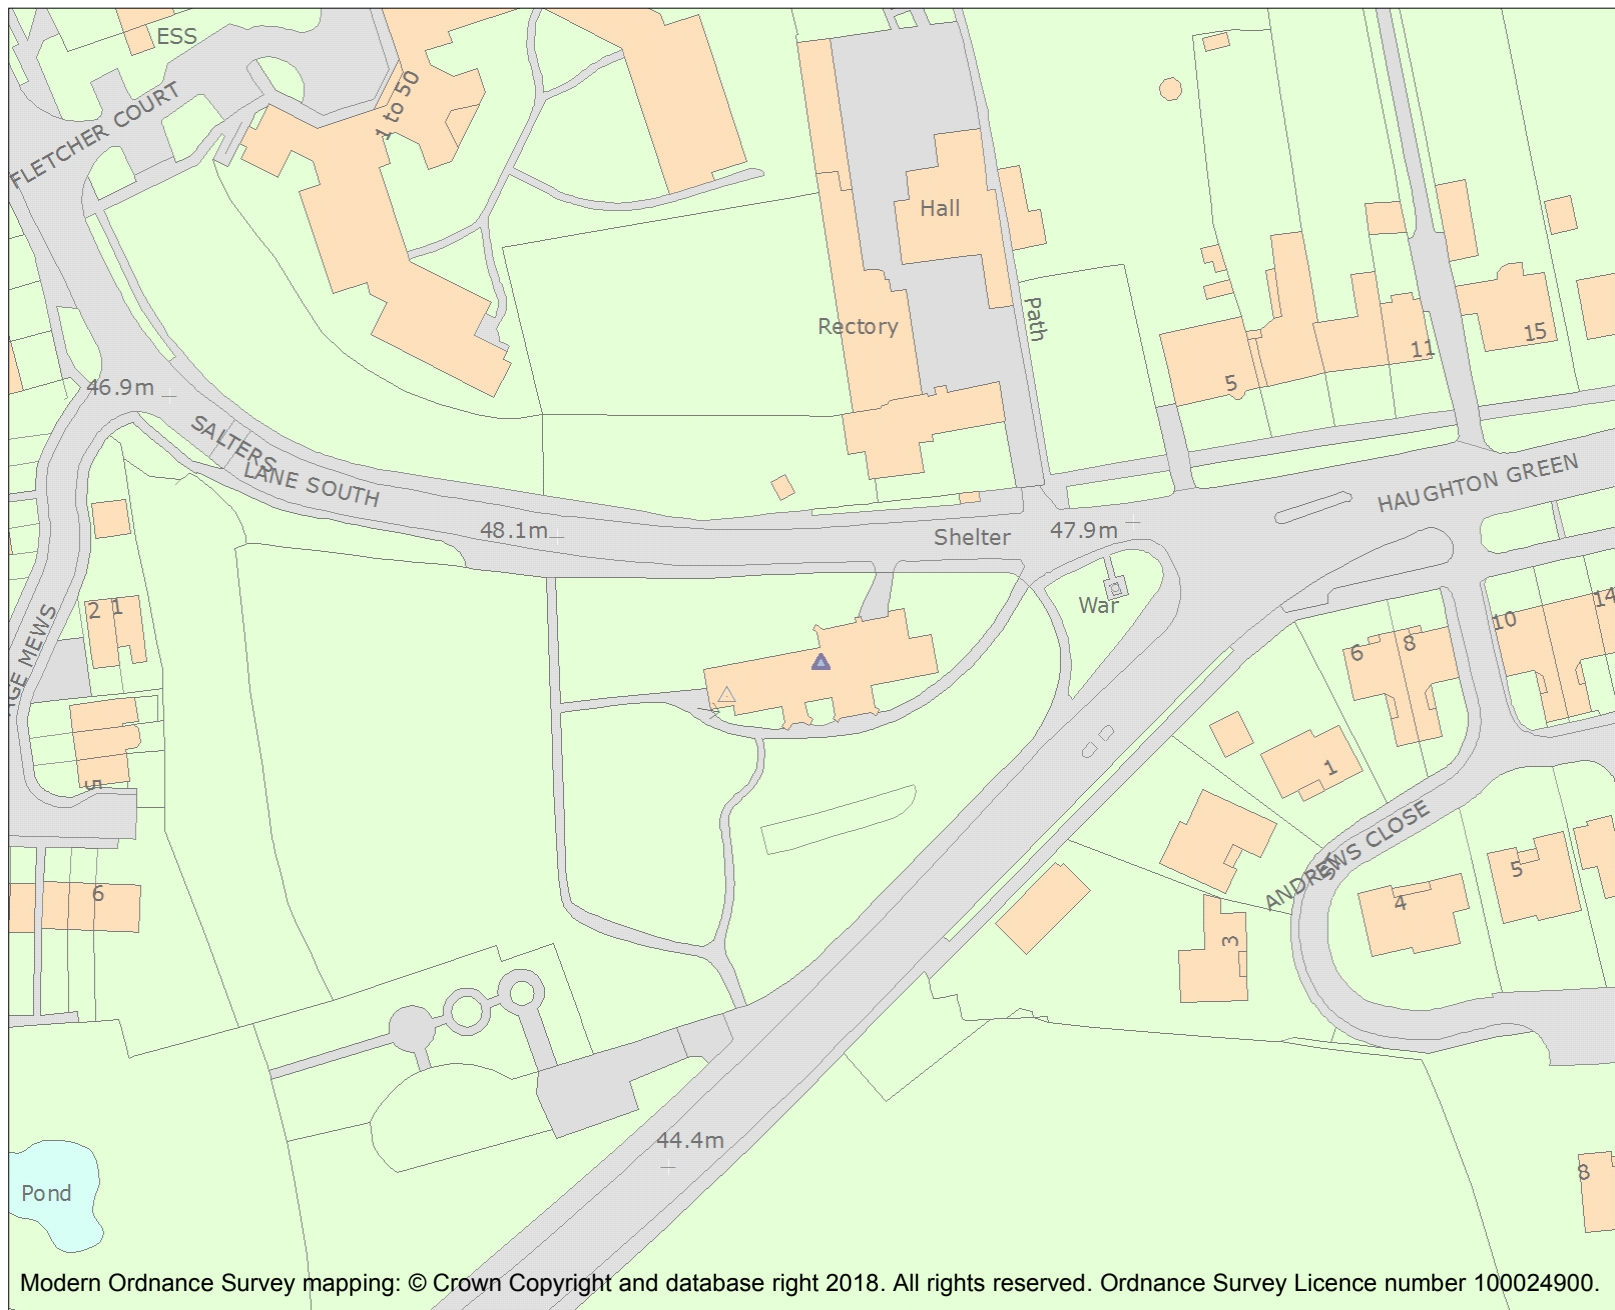 ESS
FLETCHER COURT
1 to 50
Hall
Path
Rectory
11
15
5
46.9m
SALTERS
LANE SOUTH
HAUGHTON GREEN
48.1m
Shelter
47.9m
War
2
1
10
14
6
8
1
5
ANDREWS CLOSE
5
4
6
3
44.4m
8
Pond
Modern Ordnance Survey mapping: © Crown Copyright and database right 2018. All rights reserved. Ordnance Survey Licence number 100024900.